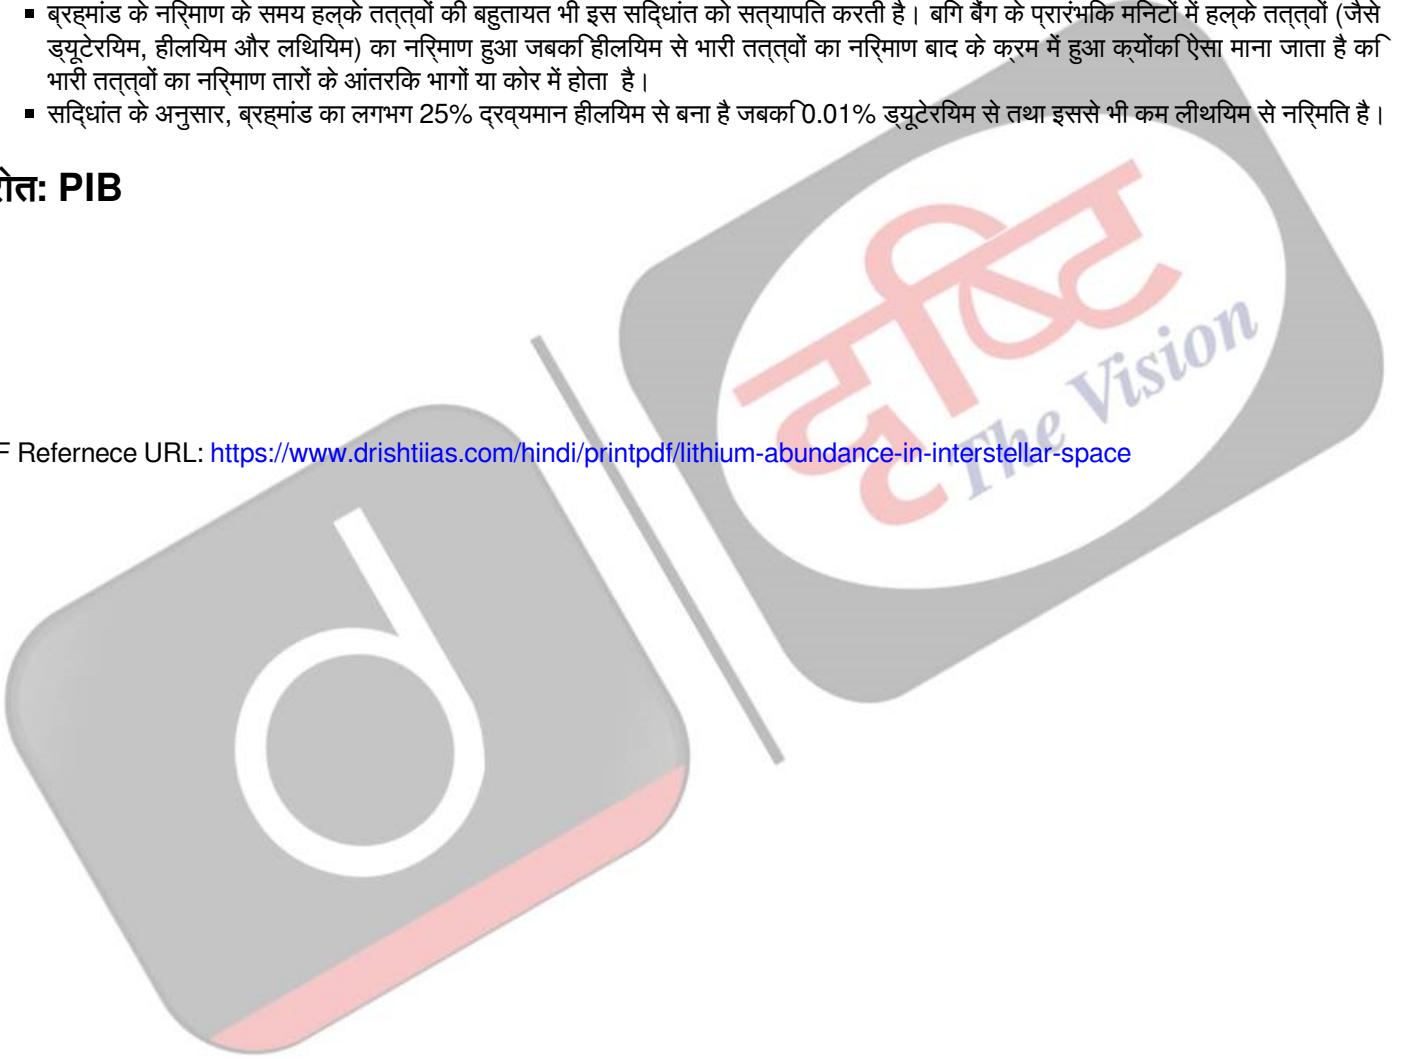 ▪ ब्रह्मांड के निर्माण के समय हल्के तत्त्वों की बहुतायत भी इस सिद्धांत को सत्यापित करती है। बिग बैंग के प्रारंभिक मिनटों में हल्के तत्त्वों (जैसे
ड्यूटेरियम, हीलियम और लिथियम) का निर्माण हुआ जबकि हीलियम से भारी तत्त्वों का निर्माण बाद के क्रम में हुआ क्योंकि ऐसा माना जाता है कि
भारी तत्त्वों का निर्माण तारों के आंतरिक भागों या कोर में होता है।
▪ सिद्धांत के अनुसार, ब्रह्मांड का लगभग 25% द्रव्यमान हीलियम से बना है जबकि 0.01% ड्यूटेरियम से तथा इससे भी कम लीथियम से निर्मित है।
रोत: PIB
दृष्टि
The Vision
F Refernece URL: https://www.drishtiias.com/hindi/printpdf/lithium-abundance-in-interstellar-space
d